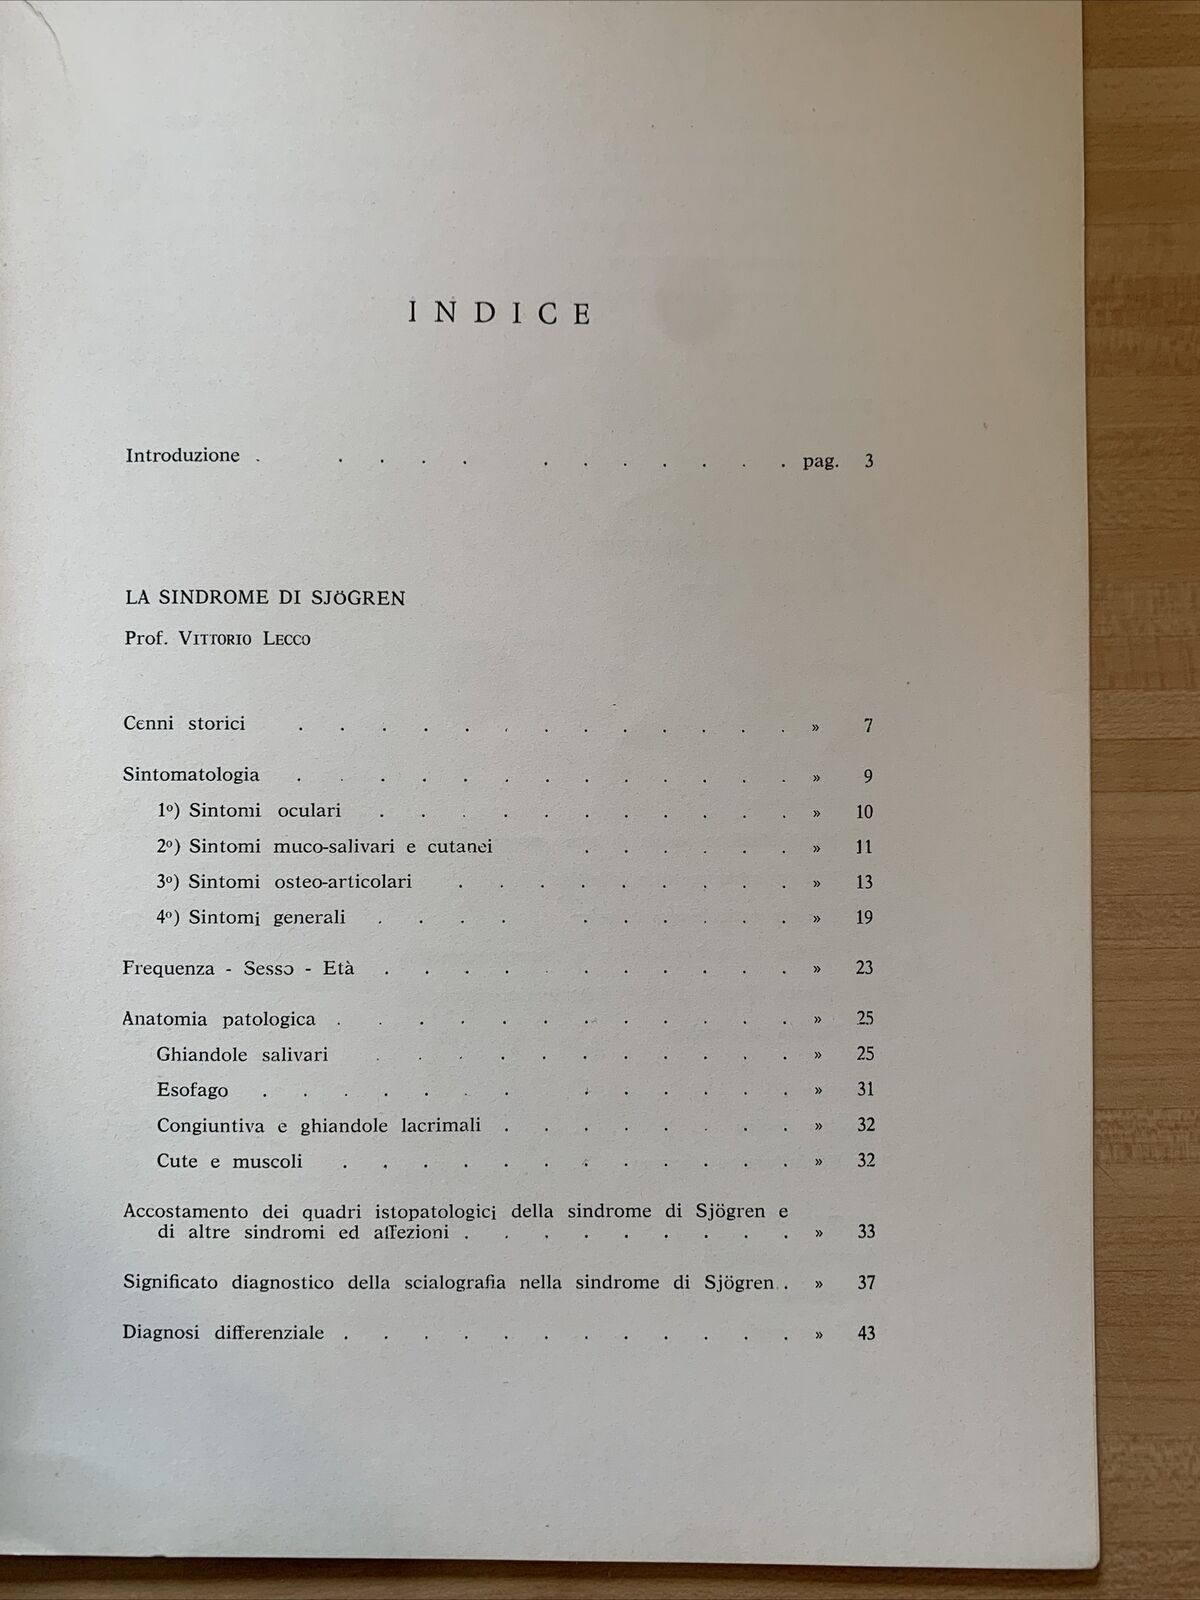 INDICE
Introduzione . . . . . . . . . . . . pag. 3
LA SINDROME DI SJÖGREN
Prof. VITTORIO LECCO
Cenni storici . . . . . . . . . . . . . » 7
Sintomatologia . . . . . . . . . . . . . » 9
1º) Sintomi oculari . . . . . . . . . . . » 10
2º) Sintomi muco-salivari e cutanei . . . . . . » 11
3º) Sintomi osteo-articolari . . . . . . . . . » 13
4º) Sintomi generali . . . . . . . . . . » 19
Frequenza - Sesso - Età . . . . . . . . . . . » 23
Anatomia patologica . . . . . . . . . . . . » 25
Ghiandole salivari . . . . . . . . . . . » 25
Esofago . . . . . . . . . . . . . » 31
Congiuntiva e ghiandole lacrimali . . . . . . . . » 32
Cute e muscoli . . . . . . . . . . . . » 32
Accostamento dei quadri istopatologici della sindrome di Sjögren e
di altre sindromi ed affezioni . . . . . . . . . » 33
Significato diagnostico della scialografia nella sindrome di Sjögren . . » 37
Diagnosi differenziale . . . . . . . . . . . . » 43